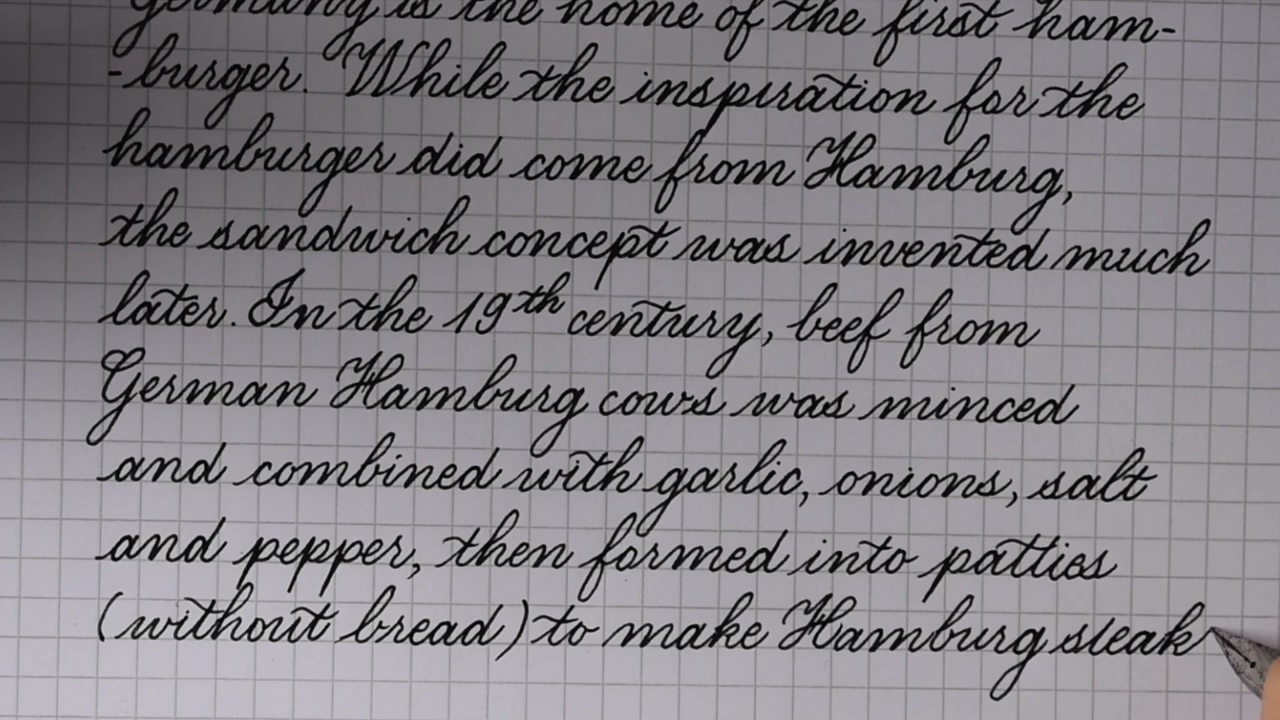 Germany is the home of the first ham-
-burger. While the inspiration for the
hamburger did come from Hamburg,
the sandwich concept was invented much
later. In the 19th century, beef from
German Hamburg cows was minced
and combined with garlic, onions, salt
and pepper, then formed into patties
(without bread) to make Hamburg steak